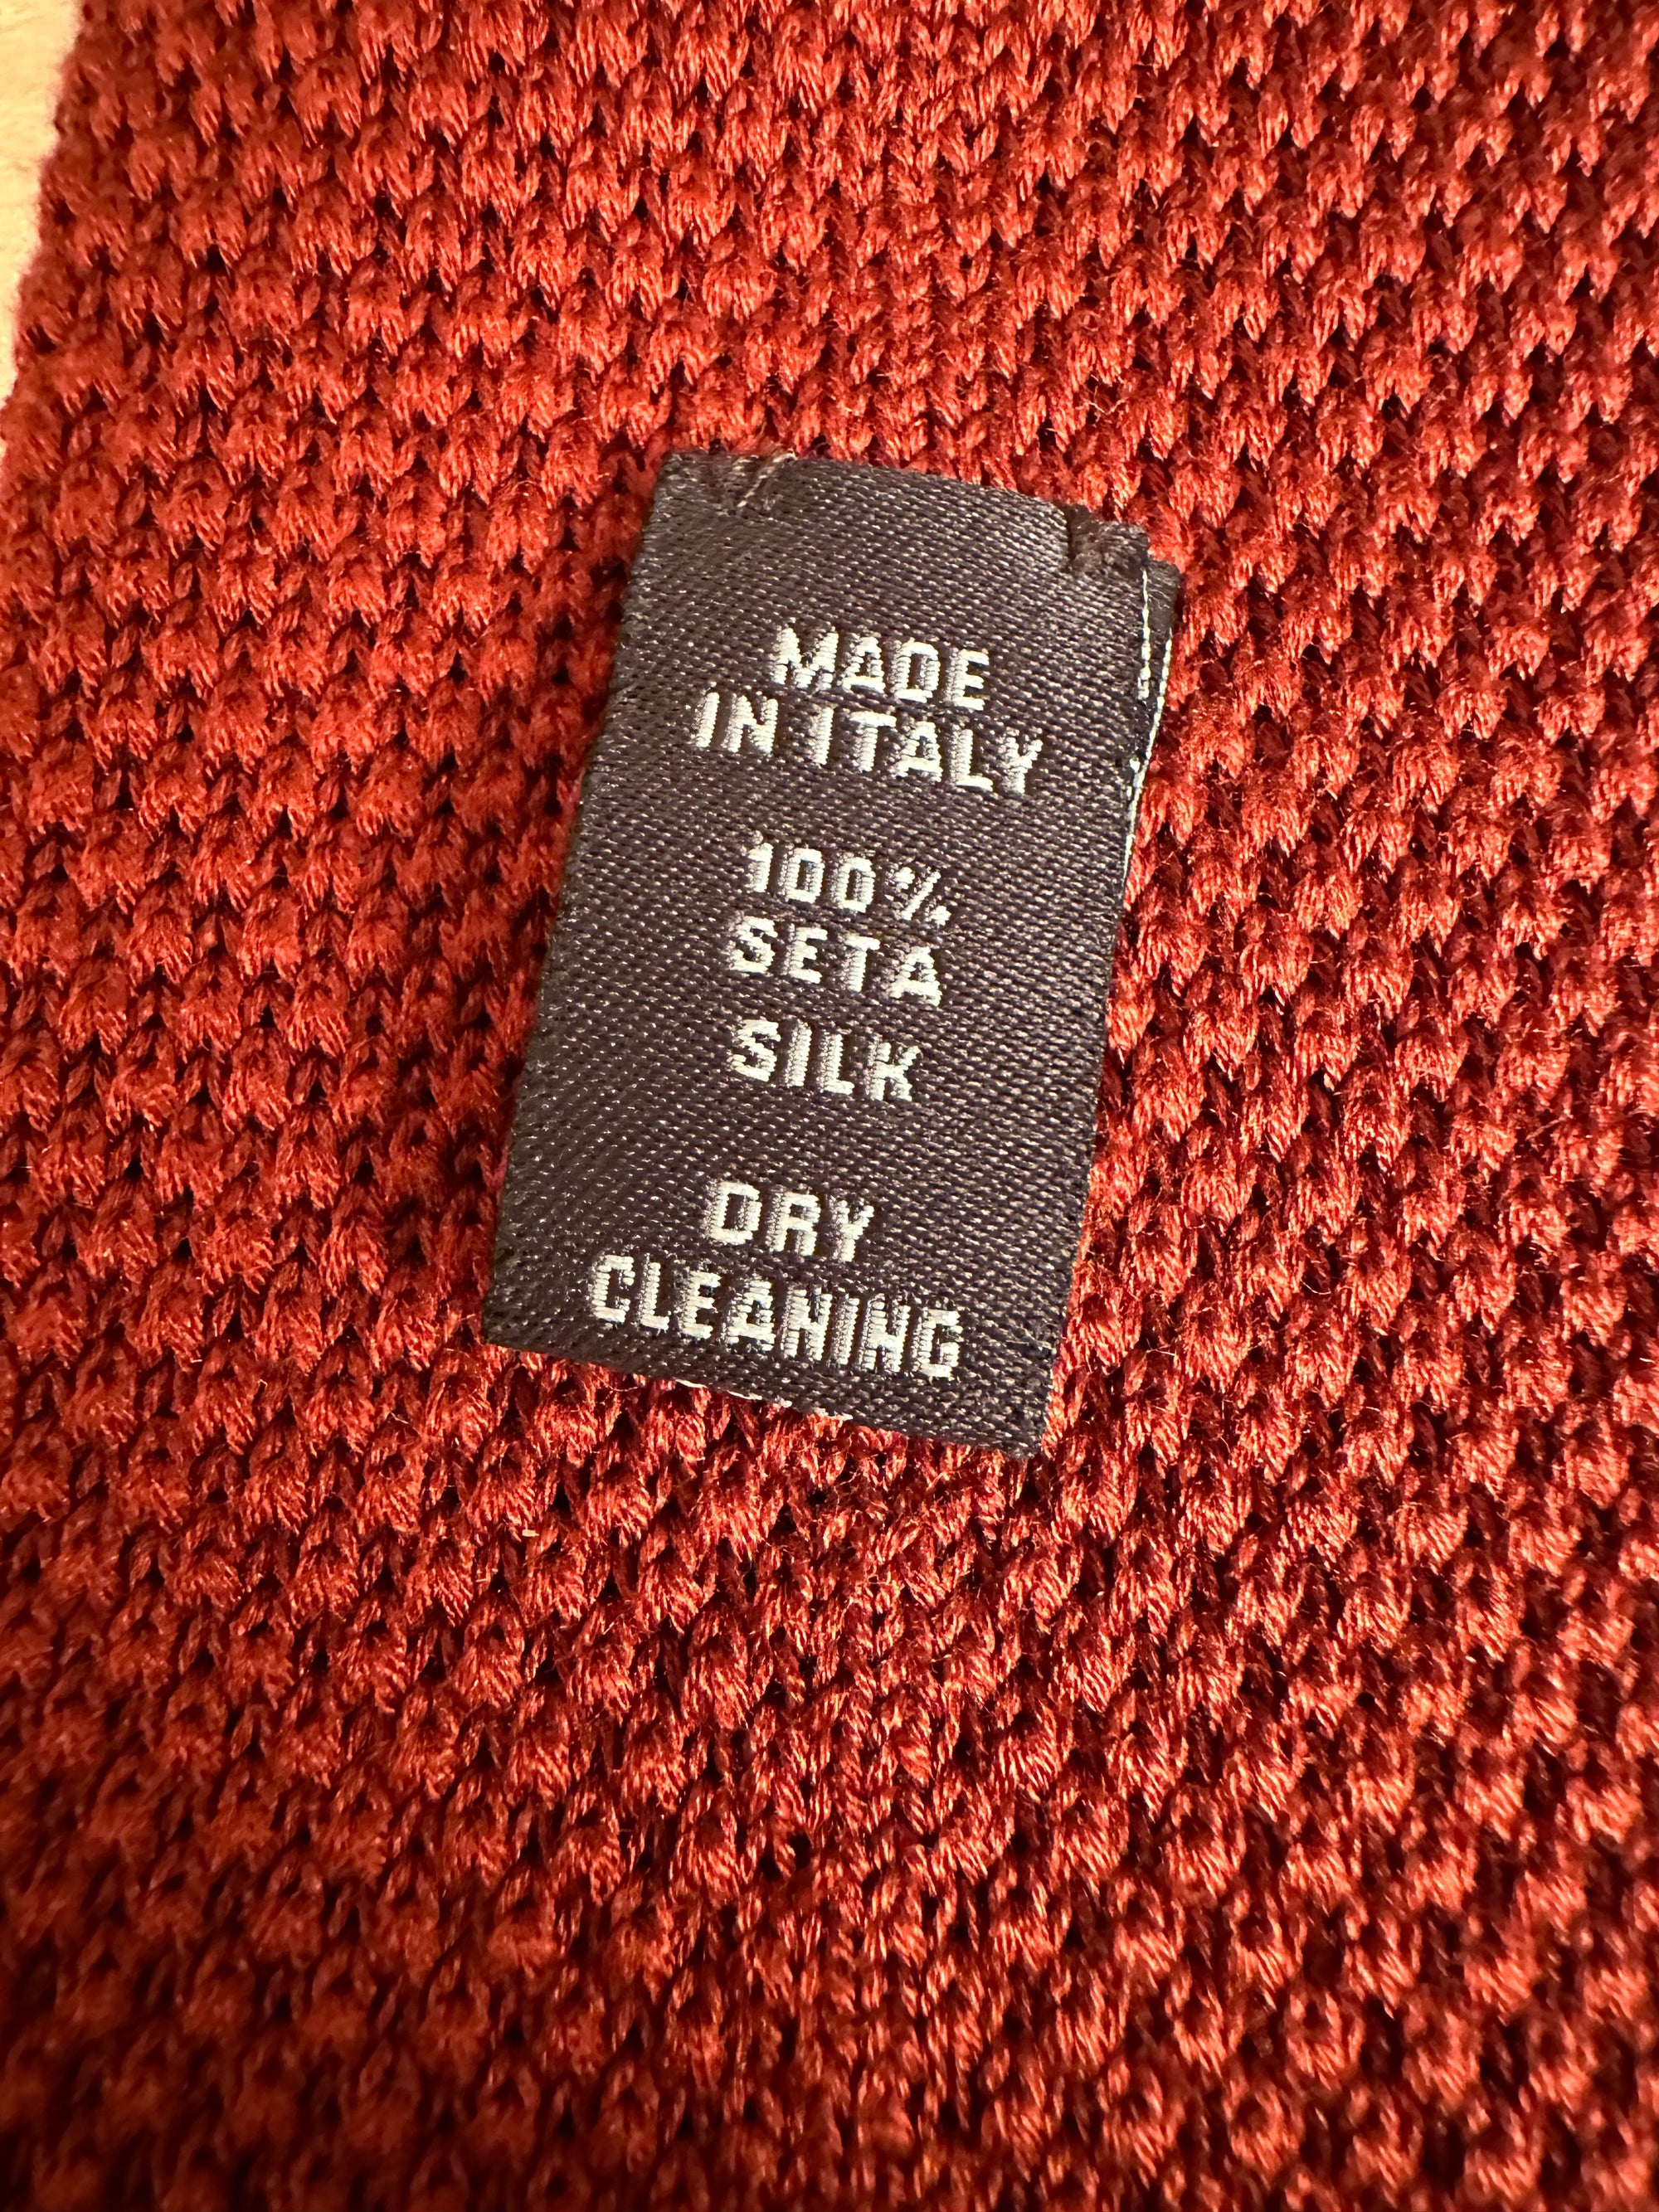 MADE
IN ITALY
100%
SETA
SILK
DRY
CLEANING